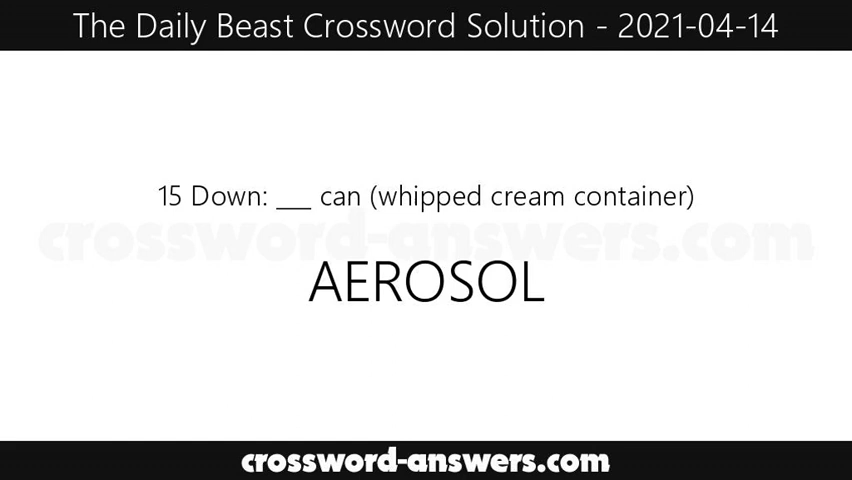 The Daily Beast Crossword Solution - 2021-04-14
15 Down: ___ can (whipped cream container)
crossword-answers.com
AEROSOL
crossword-answers.com